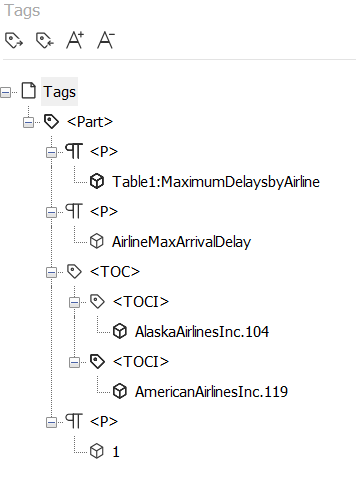 Tags
A+ A−
Tags
<Part>
<P>
Table1:MaximumDelaysbyAirline
<P>
AirlineMaxArrivalDelay
<TOC>
<TOCI>
AlaskaAirlinesInc.104
<TOCI>
AmericanAirlinesInc.119
<P>
1